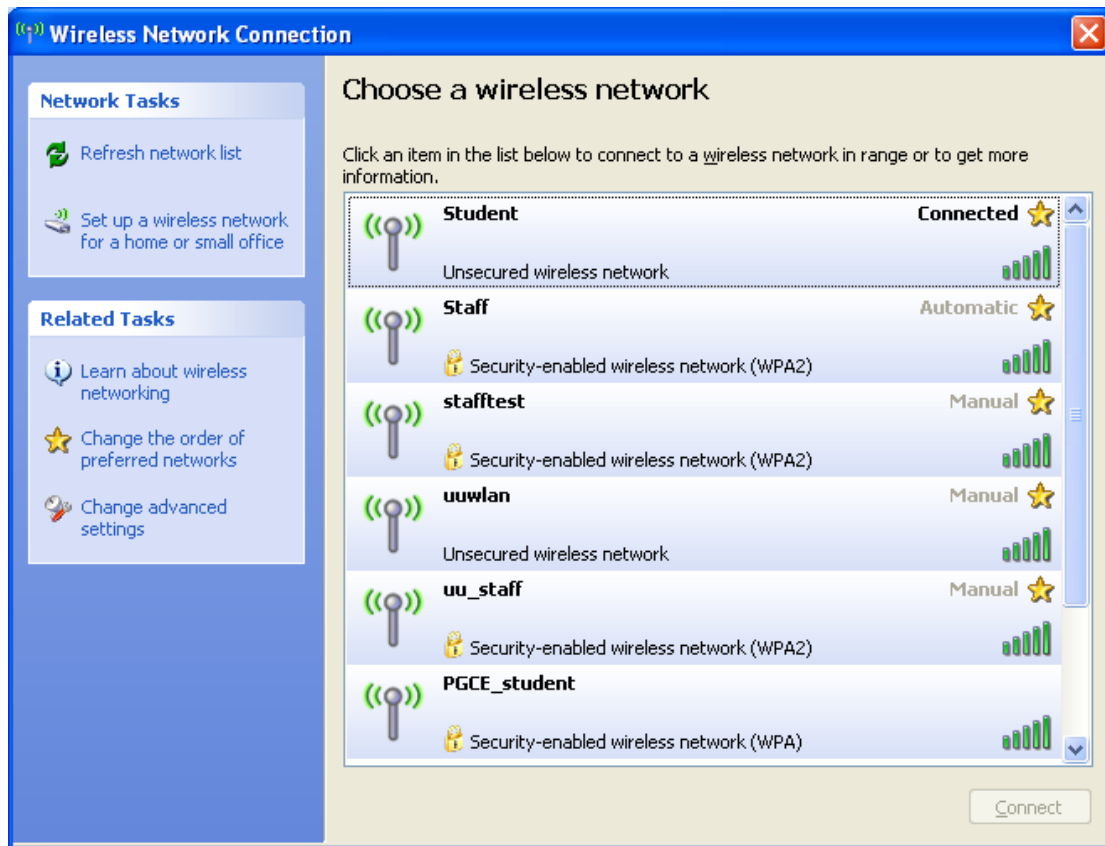 Wireless Network Connection
Network Tasks
Refresh network list
Set up a wireless network
for a home or small office
Related Tasks
Learn about wireless
networking
Change the order of
preferred networks
Change advanced
settings
Choose a wireless network
Click an item in the list below to connect to a wireless network in range or to get more
information.
Student Connected
Unsecured wireless network
Staff Automatic
Security-enabled wireless network (WPA2)
stafftest Manual
Security-enabled wireless network (WPA2)
uuwlan Manual
Unsecured wireless network
uu_staff Manual
Security-enabled wireless network (WPA2)
PGCE_student
Security-enabled wireless network (WPA)
Connect